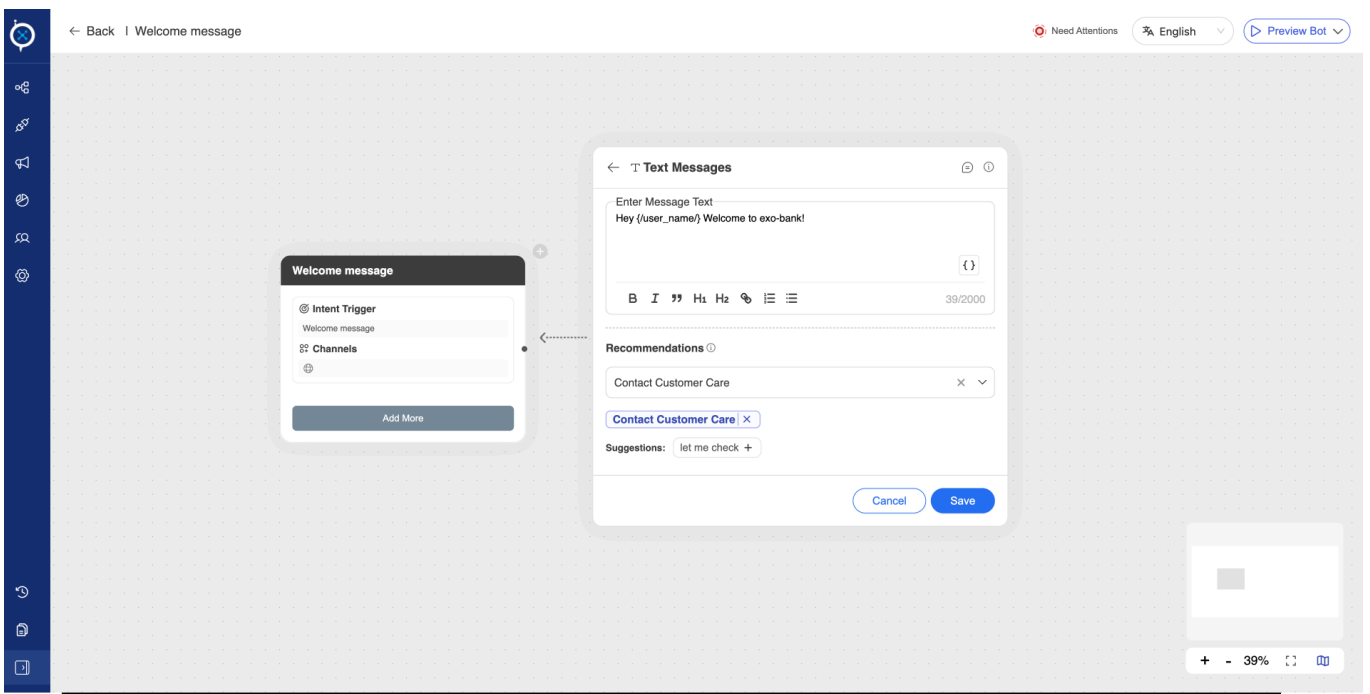 ← Back | Welcome message
Need Attentions
English
Preview Bot
T Text Messages
Enter Message Text
Hey {/user_name/} Welcome to exo-bank!
{ }
B I ” H1 H2
39/2000
Welcome message
Intent Trigger
Welcome message
Channels
Add More
Recommendations
Contact Customer Care
Contact Customer Care
Suggestions: let me check +
Cancel Save
+ - 39%